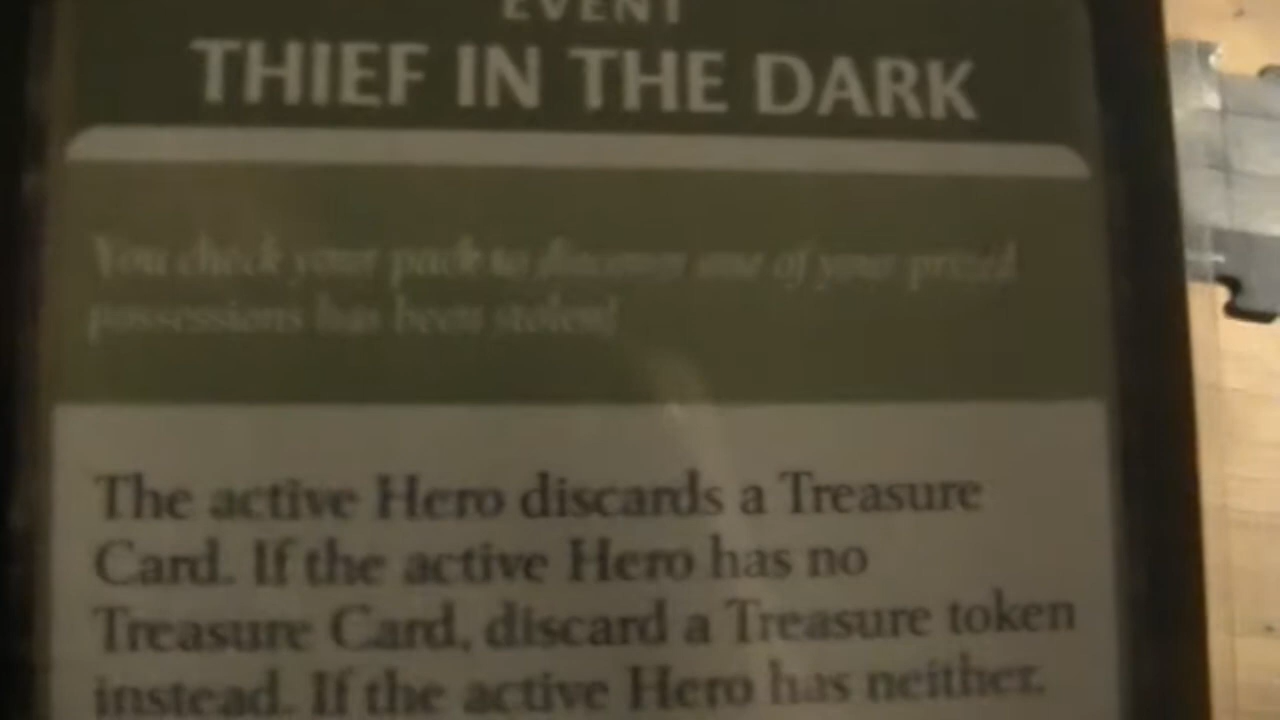 EVENT
THIEF IN THE DARK
You check your pack to discover one of your prized
possessions has been stolen!
The active Hero discards a Treasure
Card. If the active Hero has no
Treasure Card, discard a Treasure token
instead. If the active Hero has neither,